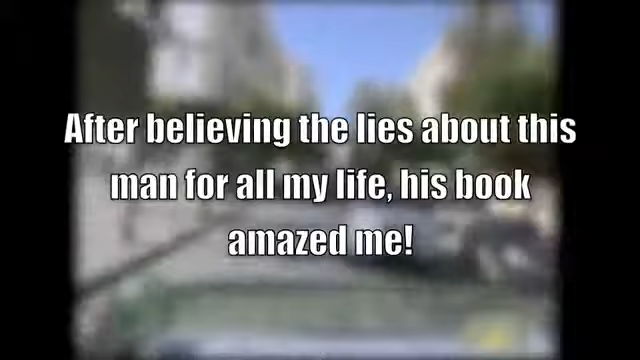 After believing the lies about this
man for all my life, his book
amazed me!